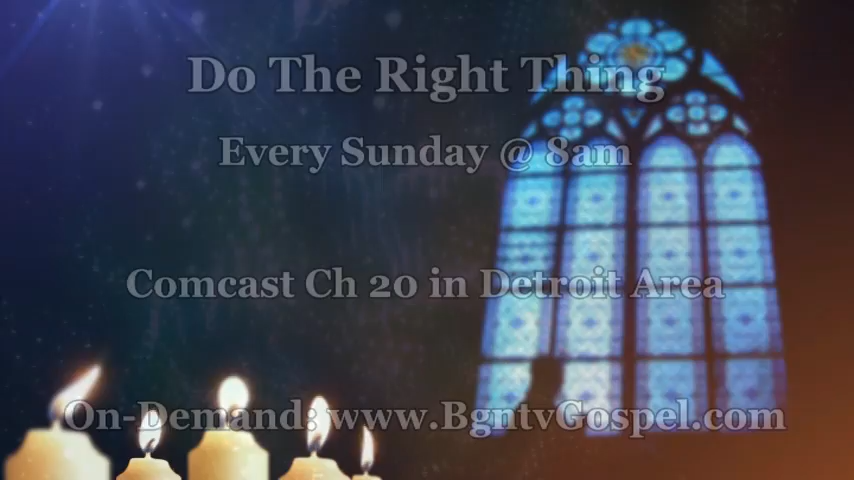 Do The Right Thing
Every Sunday @ 8am
Comcast Ch 20 in Detroit Area
On-Demand: www.BgntvGospel.com